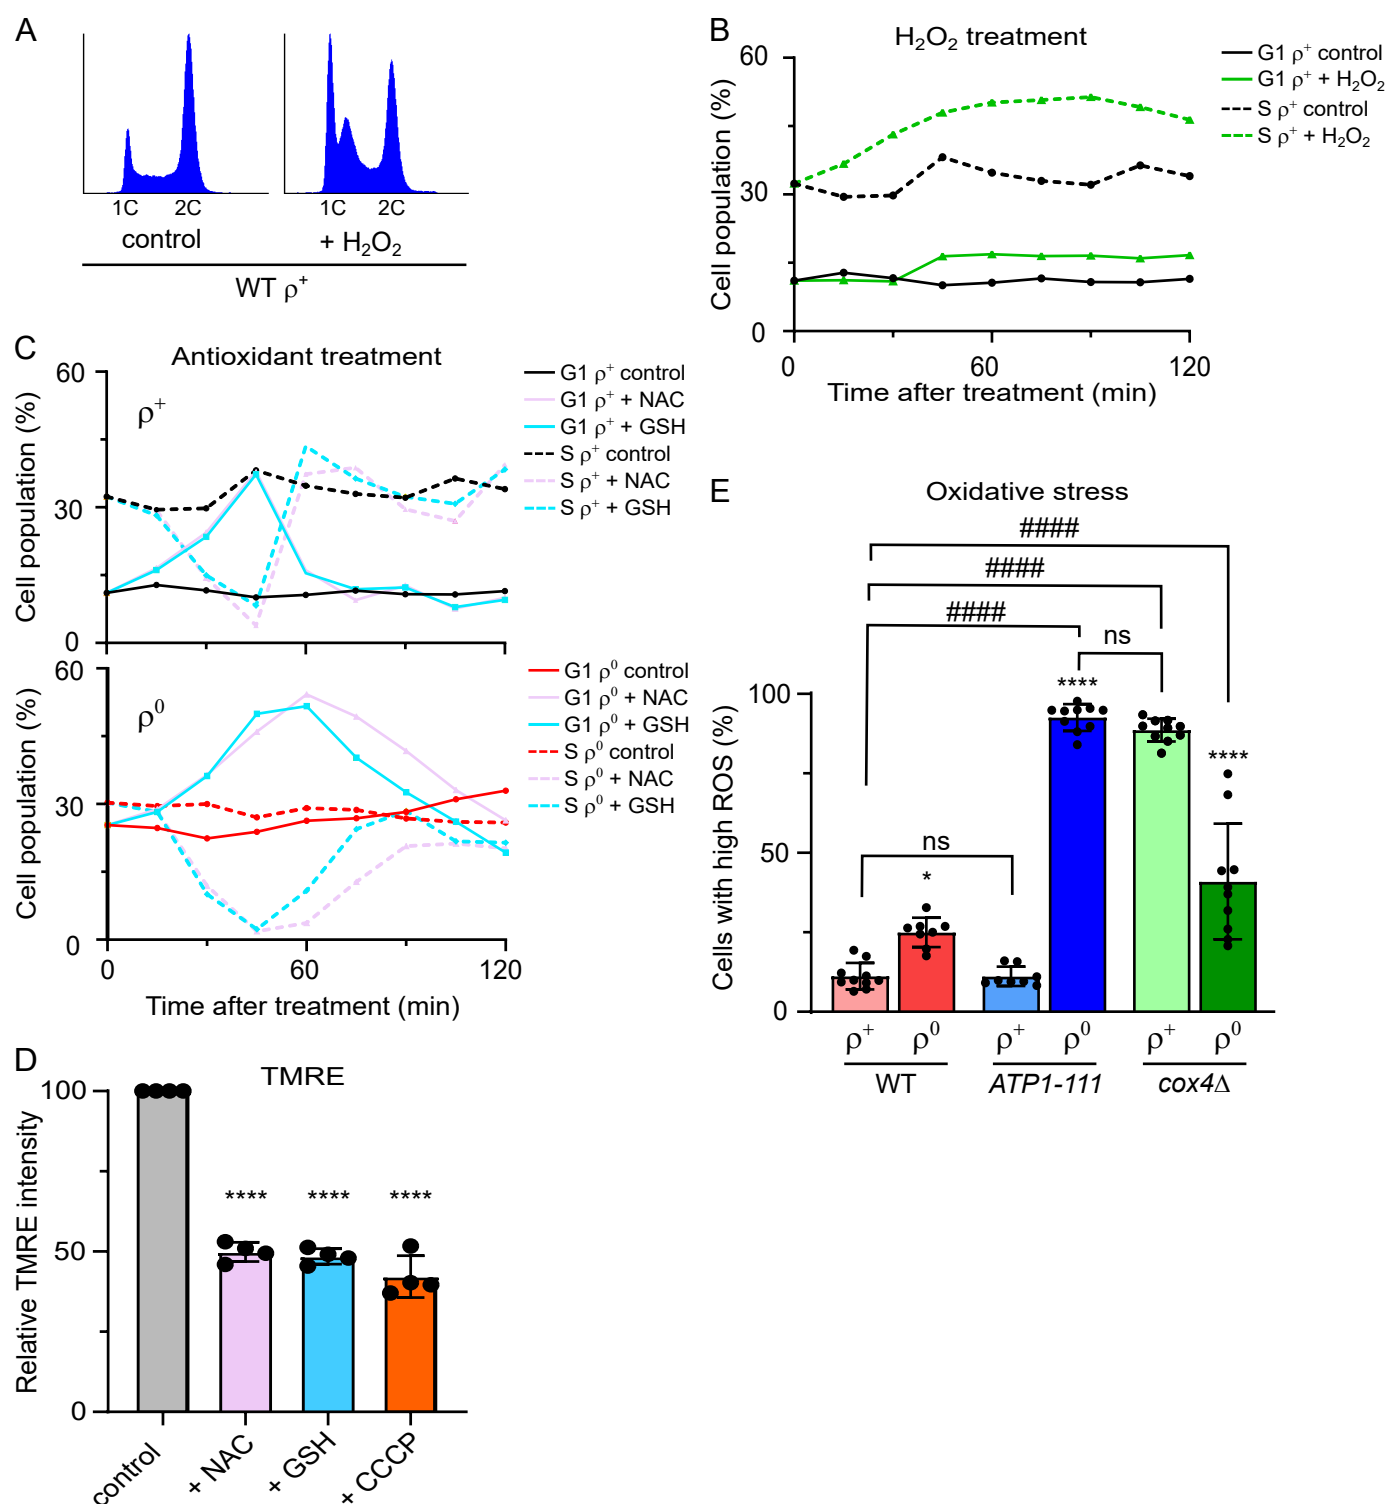 A
1C 2C
control
1C 2C
+ H₂O₂
WT ρ⁺
B
H₂O₂ treatment
Cell population (%)
60
30
0
0 60 120
Time after treatment (min)
G1 ρ⁺ control
G1 ρ⁺ + H₂O₂
S ρ⁺ control
S ρ⁺ + H₂O₂
C
Antioxidant treatment
Cell population (%)
60
30
0
ρ⁺
G1 ρ⁺ control
G1 ρ⁺ + NAC
G1 ρ⁺ + GSH
S ρ⁺ control
S ρ⁺ + NAC
S ρ⁺ + GSH
Cell population (%)
60
30
0
ρ⁰
G1 ρ⁰ control
G1 ρ⁰ + NAC
G1 ρ⁰ + GSH
S ρ⁰ control
S ρ⁰ + NAC
S ρ⁰ + GSH
0 60 120
Time after treatment (min)
D
TMRE
Relative TMRE intensity
100
50
0
**** **** ****
control
+ NAC
+ GSH
+ CCCP
E
Oxidative stress
Cells with high ROS (%)
100
50
0
####
####
####
ns
****
****
ns
*
ρ⁺ ρ⁰ ρ⁺ ρ⁰ ρ⁺ ρ⁰
WT ATP1-111 cox4Δ